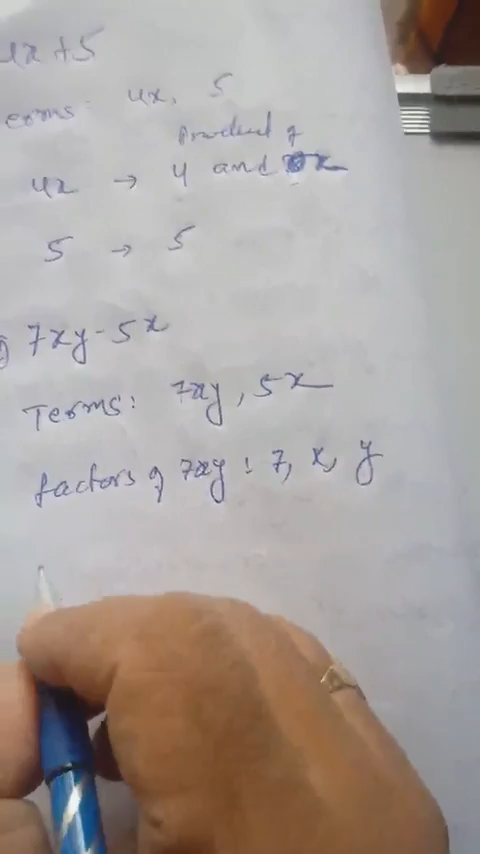 4x+5
erms: 4x, 5
product of
4x → 4 and x
5 → 5
7xy - 5x
Terms: 7xy, 5x
factors of 7xy : 7, x, y